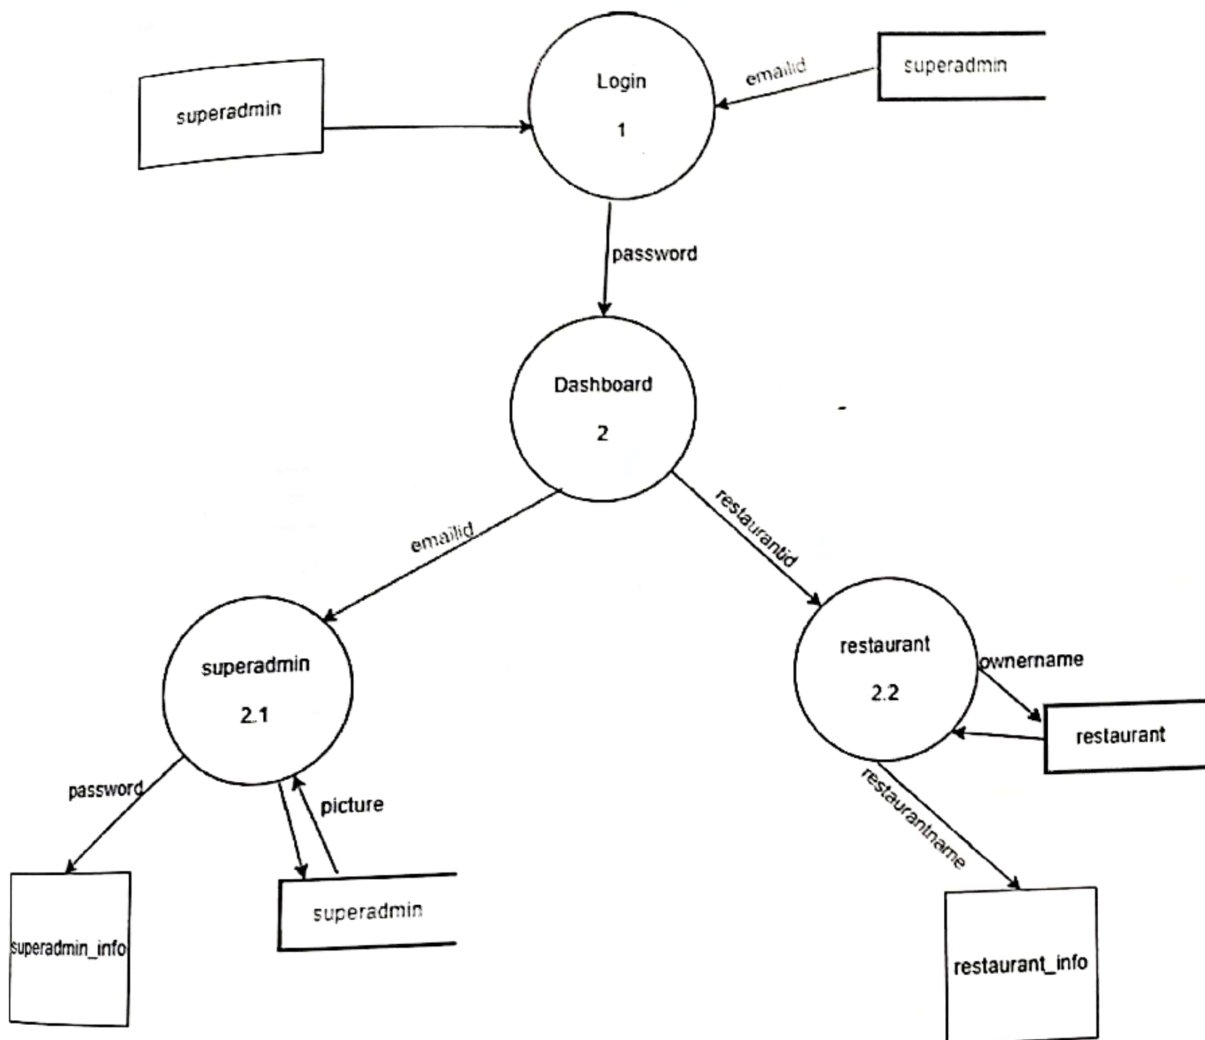 Login
1
superadmin
emailid
superadmin
password
Dashboard
2
emailid
restaurantid
superadmin
2.1
restaurant
2.2
ownername
restaurant
password
picture
restaurantname
superadmin_info
superadmin
restaurant_info